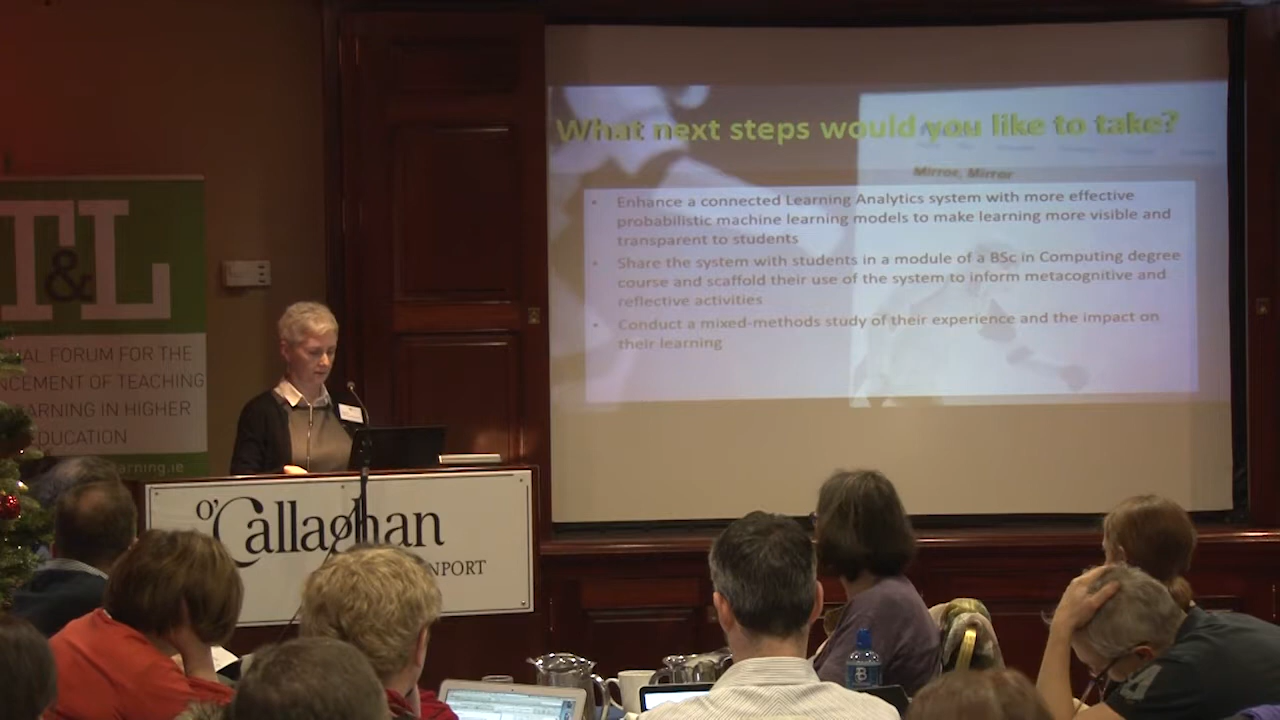 What next steps would you like to take?
Mirror, Mirror
• Enhance a connected Learning Analytics system with more effective
probabilistic machine learning models to make learning more visible and
transparent to students
• Share the system with students in a module of a BSc in Computing degree
course and scaffold their use of the system to inform metacognitive and
reflective activities
• Conduct a mixed-methods study of their experience and the impact on
their learning
T&L
AL FORUM FOR THE
NCEMENT OF TEACHING
ARNING IN HIGHER
EDUCATION
arning.ie
O'Callaghan
NPORT